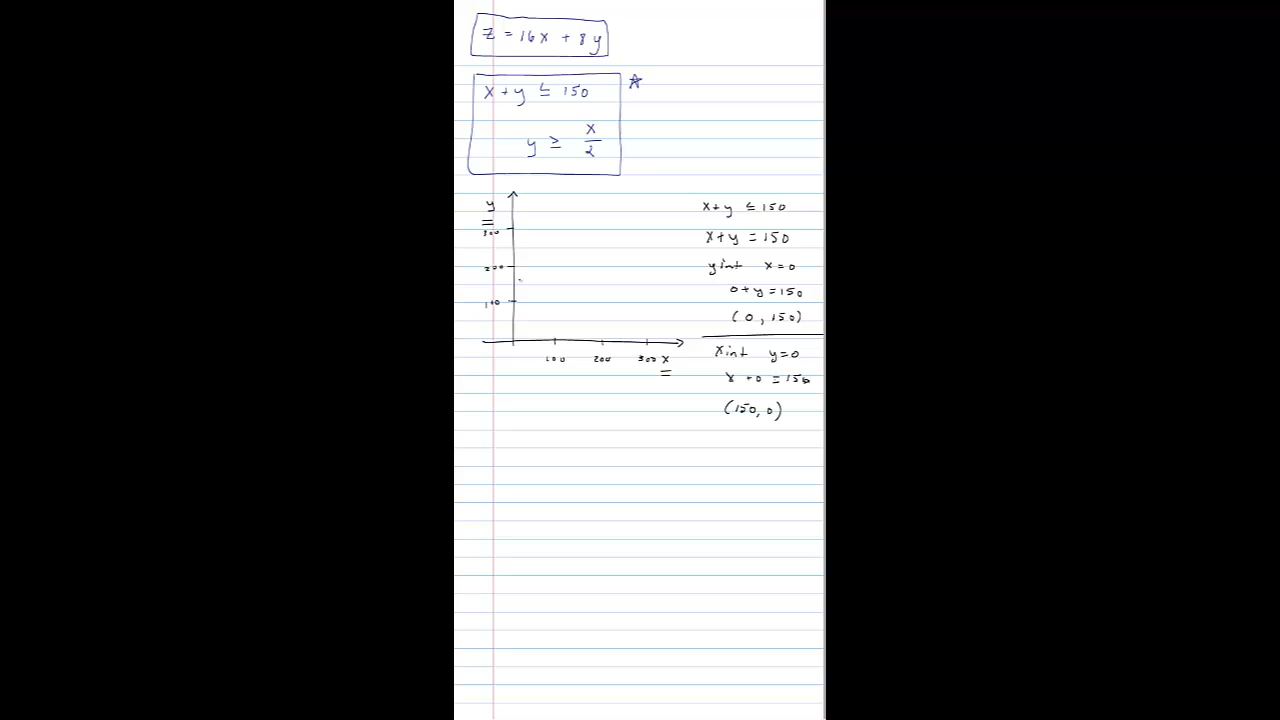 z = 16x + 8y
x + y ≤ 150
y ≥ x/2
y
300
200
100
100 200 300 x
x+y ≤ 150
x+y = 150
y int x=0
0+y=150
(0, 150)
x int y=0
x+0 = 150
(150, 0)